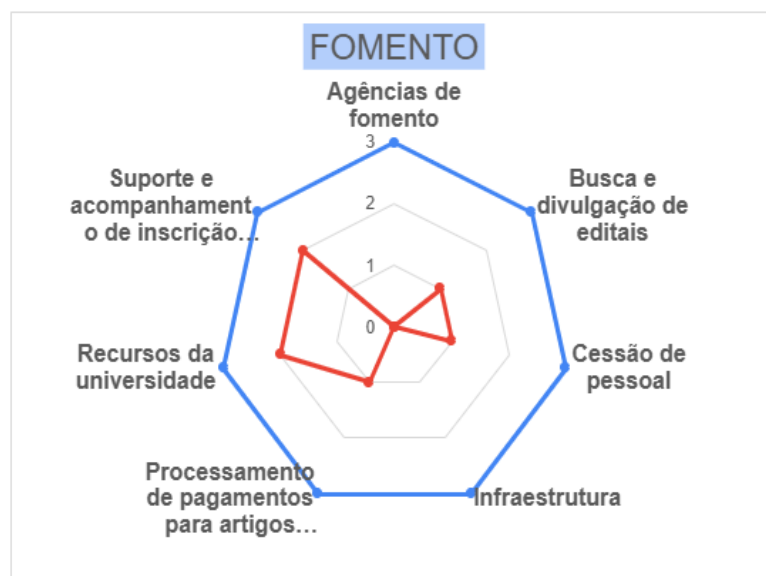 FOMENTO
Agências de
fomento
3
2
1
0
Busca e
divulgação de
editais
Cessão de
pessoal
Infraestrutura
Processamento
de pagamentos
para artigos…
Recursos da
universidade
Suporte e
acompanhament
o de inscrição…